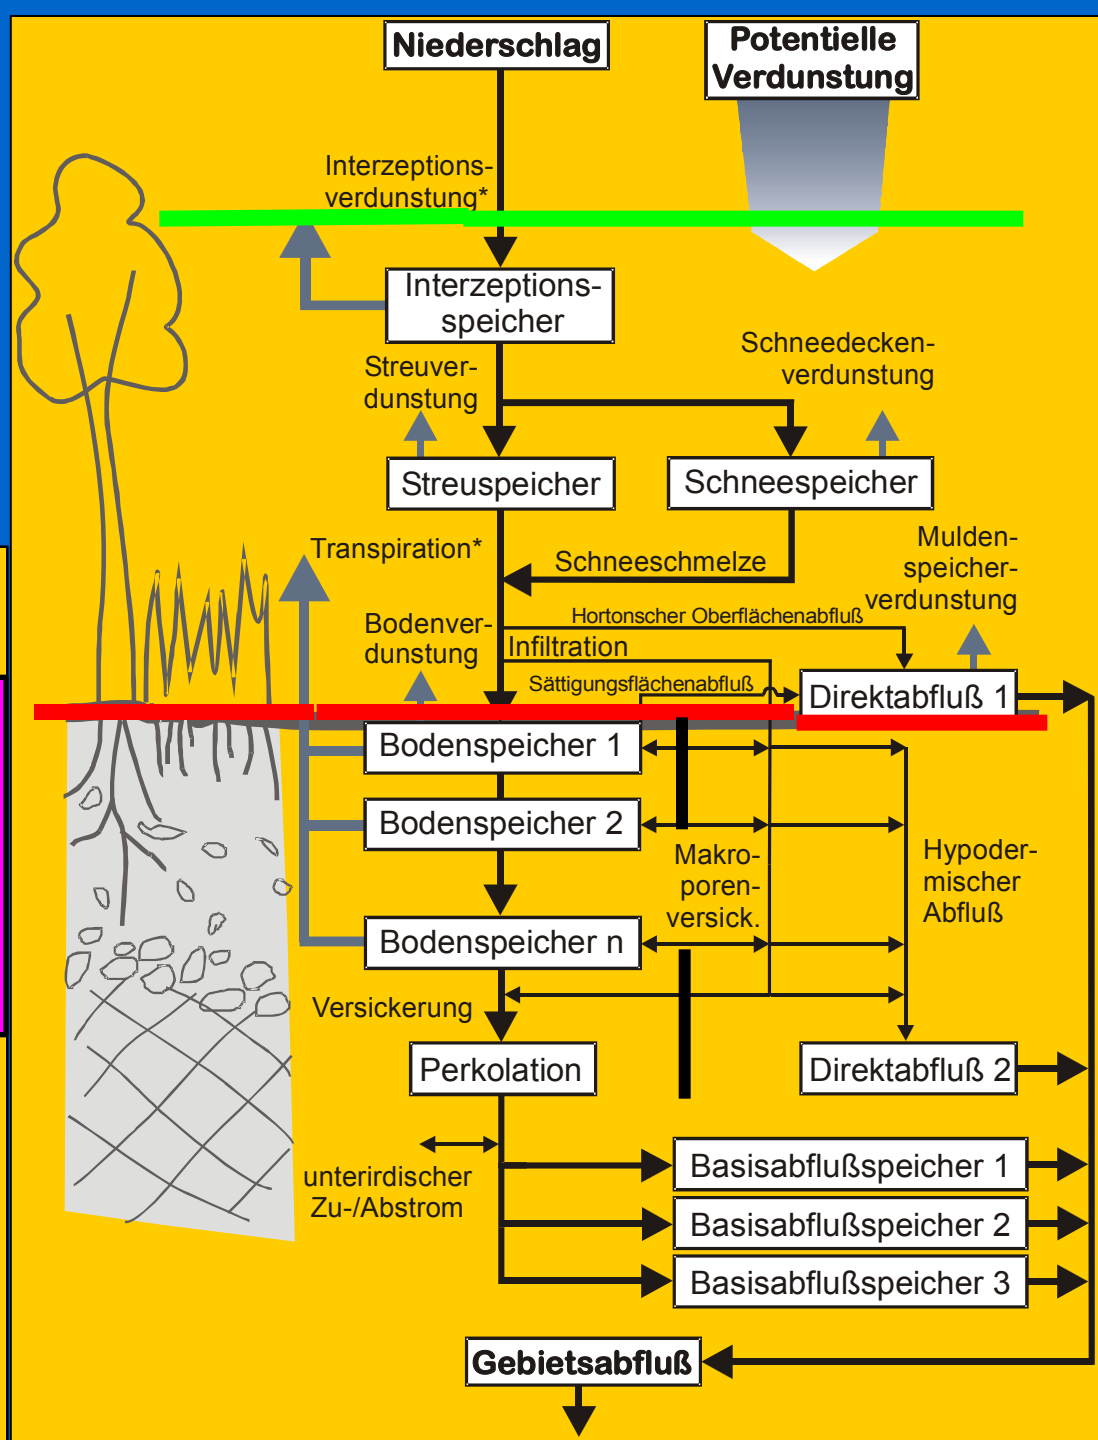 Niederschlag
Potentielle
Verdunstung
Interzeptions-
verdunstung*
Interzeptions-
speicher
Streuver-
dunstung
Schneedecken-
verdunstung
Streuspeicher
Schneespeicher
Transpiration*
Schneeschmelze
Mulden-
speicher-
verdunstung
Bodenver-
dunstung
Hortonscher Oberflächenabfluß
Infiltration
Sättigungsflächenabfluß
Direktabfluß 1
Bodenspeicher 1
Bodenspeicher 2
Makro-
poren-
versick.
Hypoder-
mischer
Abfluß
Bodenspeicher n
Versickerung
Perkolation
Direktabfluß 2
unterirdischer
Zu-/Abstrom
Basisabflußspeicher 1
Basisabflußspeicher 2
Basisabflußspeicher 3
Gebietsabfluß